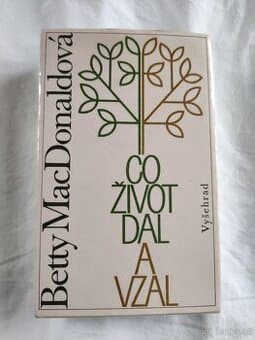 Betty MacDonaldová
CO
ŽIVOT
DAL
A
VZAL
Vyšehrad